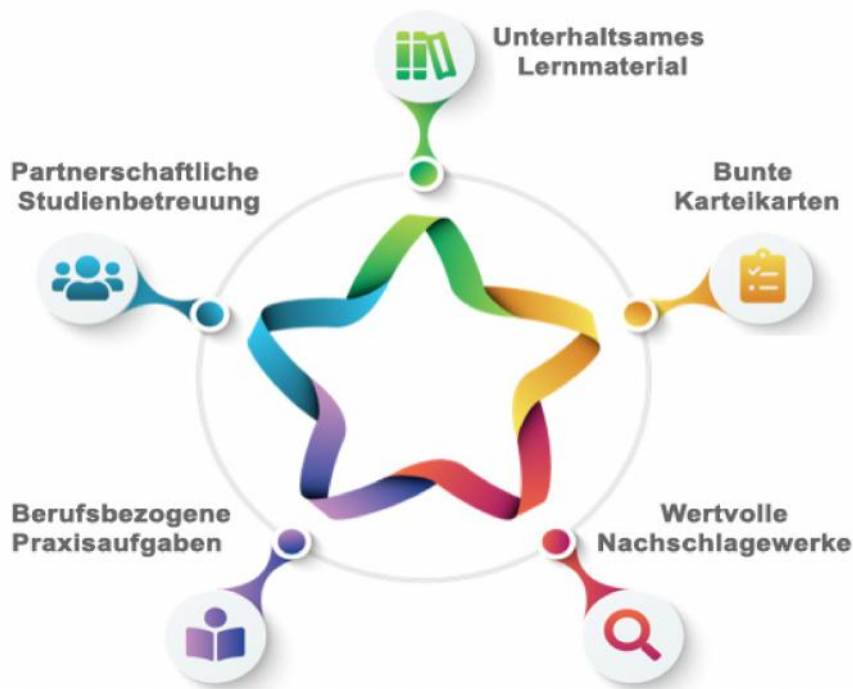 Unterhaltsames
Lernmaterial
Partnerschaftliche
Studienbetreuung
Bunte
Karteikarten
Berufsbezogene
Praxisaufgaben
Wertvolle
Nachschlagewerke